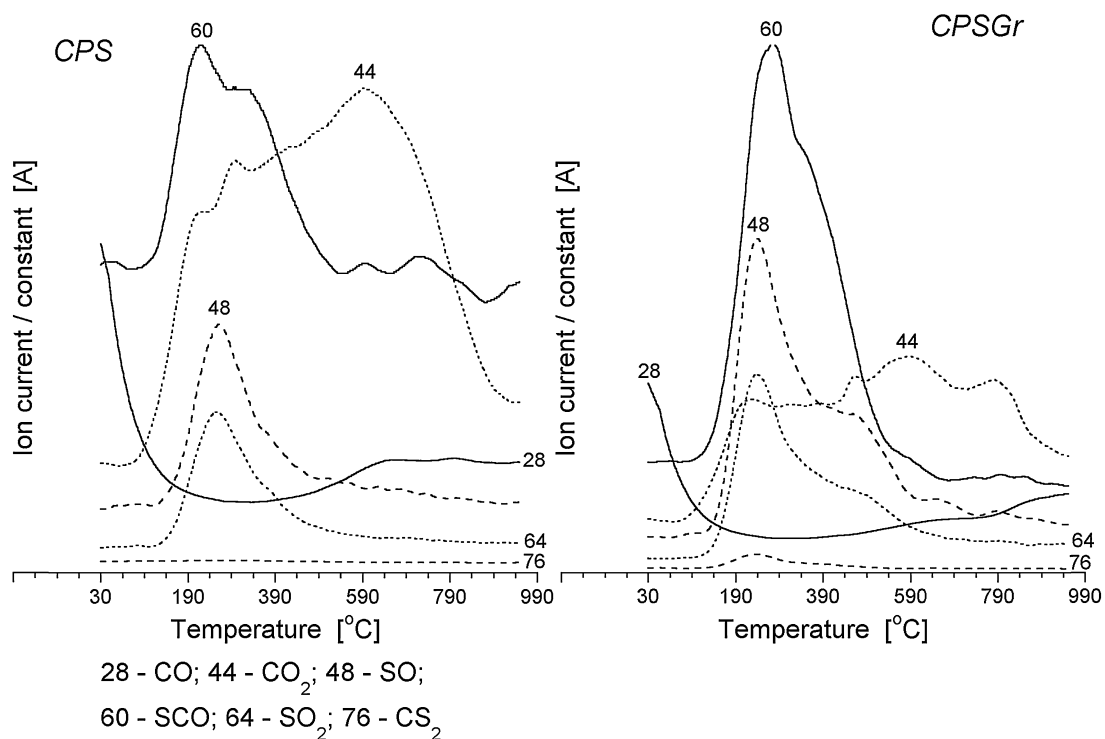 CPS
60
44
48
28
64
76
Ion current / constant [A]
30 190 390 590 790 990
Temperature [°C]
CPSGr
60
48
44
28
64
76
Ion current / constant [A]
30 190 390 590 790 990
Temperature [°C]
28 - CO; 44 - CO₂; 48 - SO;
60 - SCO; 64 - SO₂; 76 - CS₂